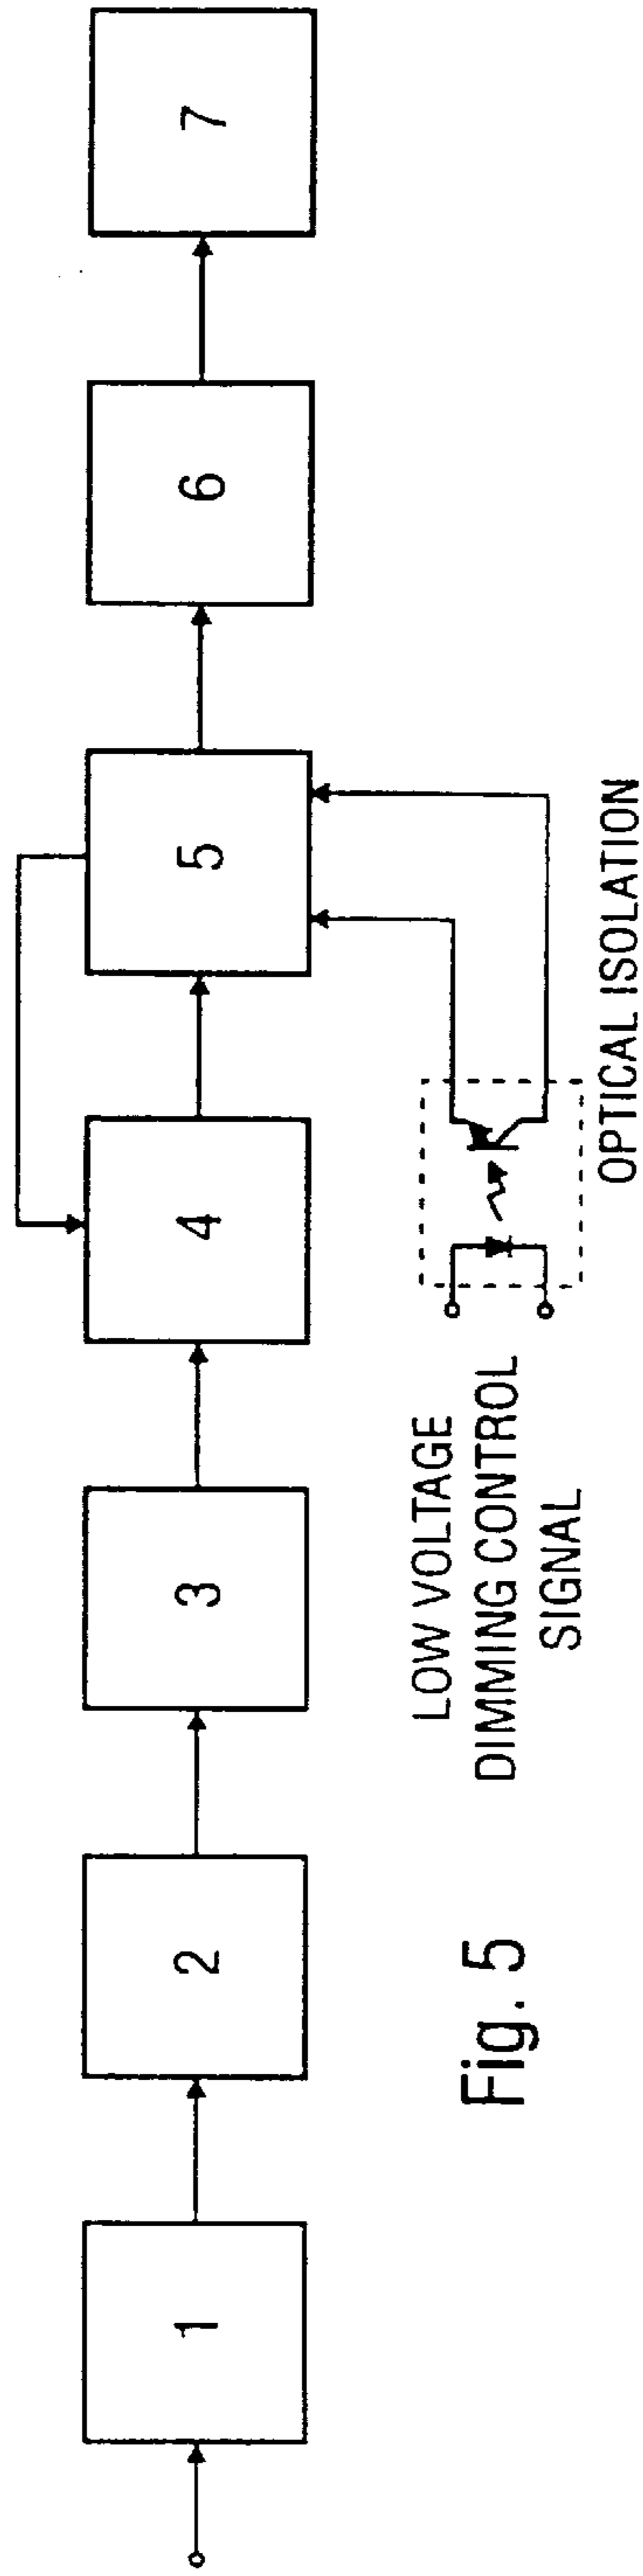 1
2
3
4
5
6
7
LOW VOLTAGE
DIMMING CONTROL
SIGNAL
OPTICAL ISOLATION
Fig. 5